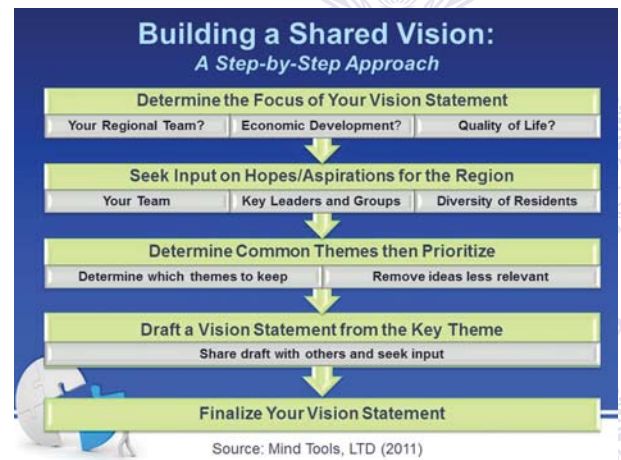 Building a Shared Vision:
A Step-by-Step Approach
Determine the Focus of Your Vision Statement
Your Regional Team? Economic Development? Quality of Life?
Seek Input on Hopes/Aspirations for the Region
Your Team Key Leaders and Groups Diversity of Residents
Determine Common Themes then Prioritize
Determine which themes to keep Remove ideas less relevant
Draft a Vision Statement from the Key Theme
Share draft with others and seek input
Finalize Your Vision Statement
Source: Mind Tools, LTD (2011)